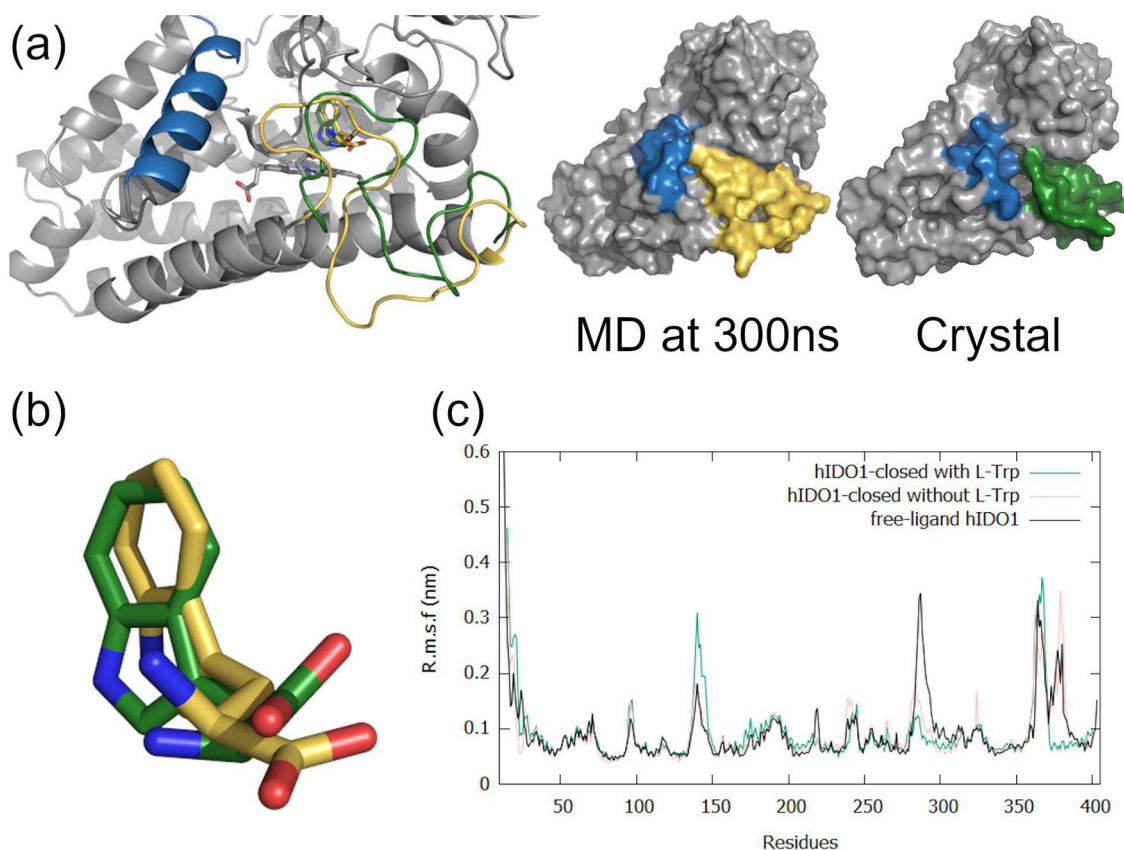 (a)
MD at 300ns
Crystal
(b)
(c)
0.6
0.5
0.4
0.3
0.2
0.1
0
R.m.s.f (nm)
hIDO1-closed with L-Trp
hIDO1-closed without L-Trp
free-ligand hIDO1
50 100 150 200 250 300 350 400
Residues